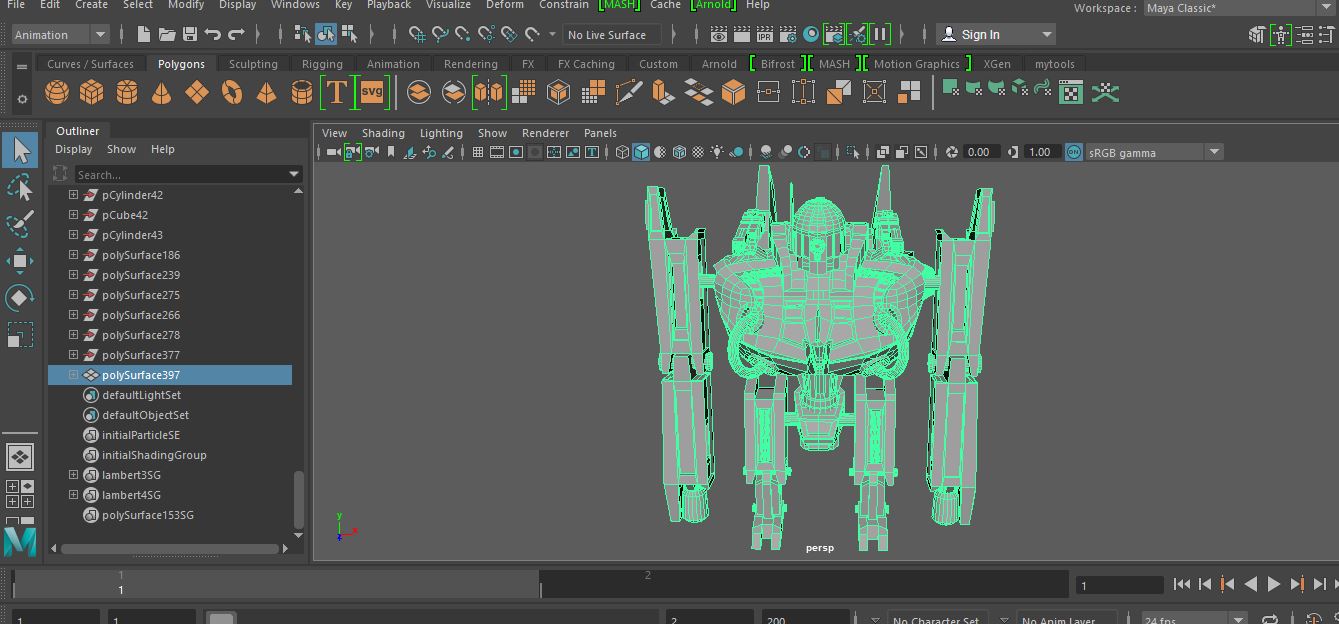 File Edit Create Select Modify Display Windows Key Playback Visualize Deform Constrain MASH Cache Arnold Help Workspace : Maya Classic*
Animation No Live Surface Sign In
Curves / Surfaces Polygons Sculpting Rigging Animation Rendering FX FX Caching Custom Arnold Bifrost MASH Motion Graphics XGen mytools
T svg
IPR
Outliner
Display Show Help
Search...
pCylinder42
pCube42
pCylinder43
polySurface186
polySurface239
polySurface275
polySurface266
polySurface278
polySurface377
polySurface397
defaultLightSet
defaultObjectSet
initialParticleSE
initialShadingGroup
lambert3SG
lambert4SG
polySurface153SG
View Shading Lighting Show Renderer Panels
0.00 1.00 ON sRGB gamma
y
x
z
persp
M
1 2
1
1
1 1 2 200 No Character Set No Anim Layer 24 fps